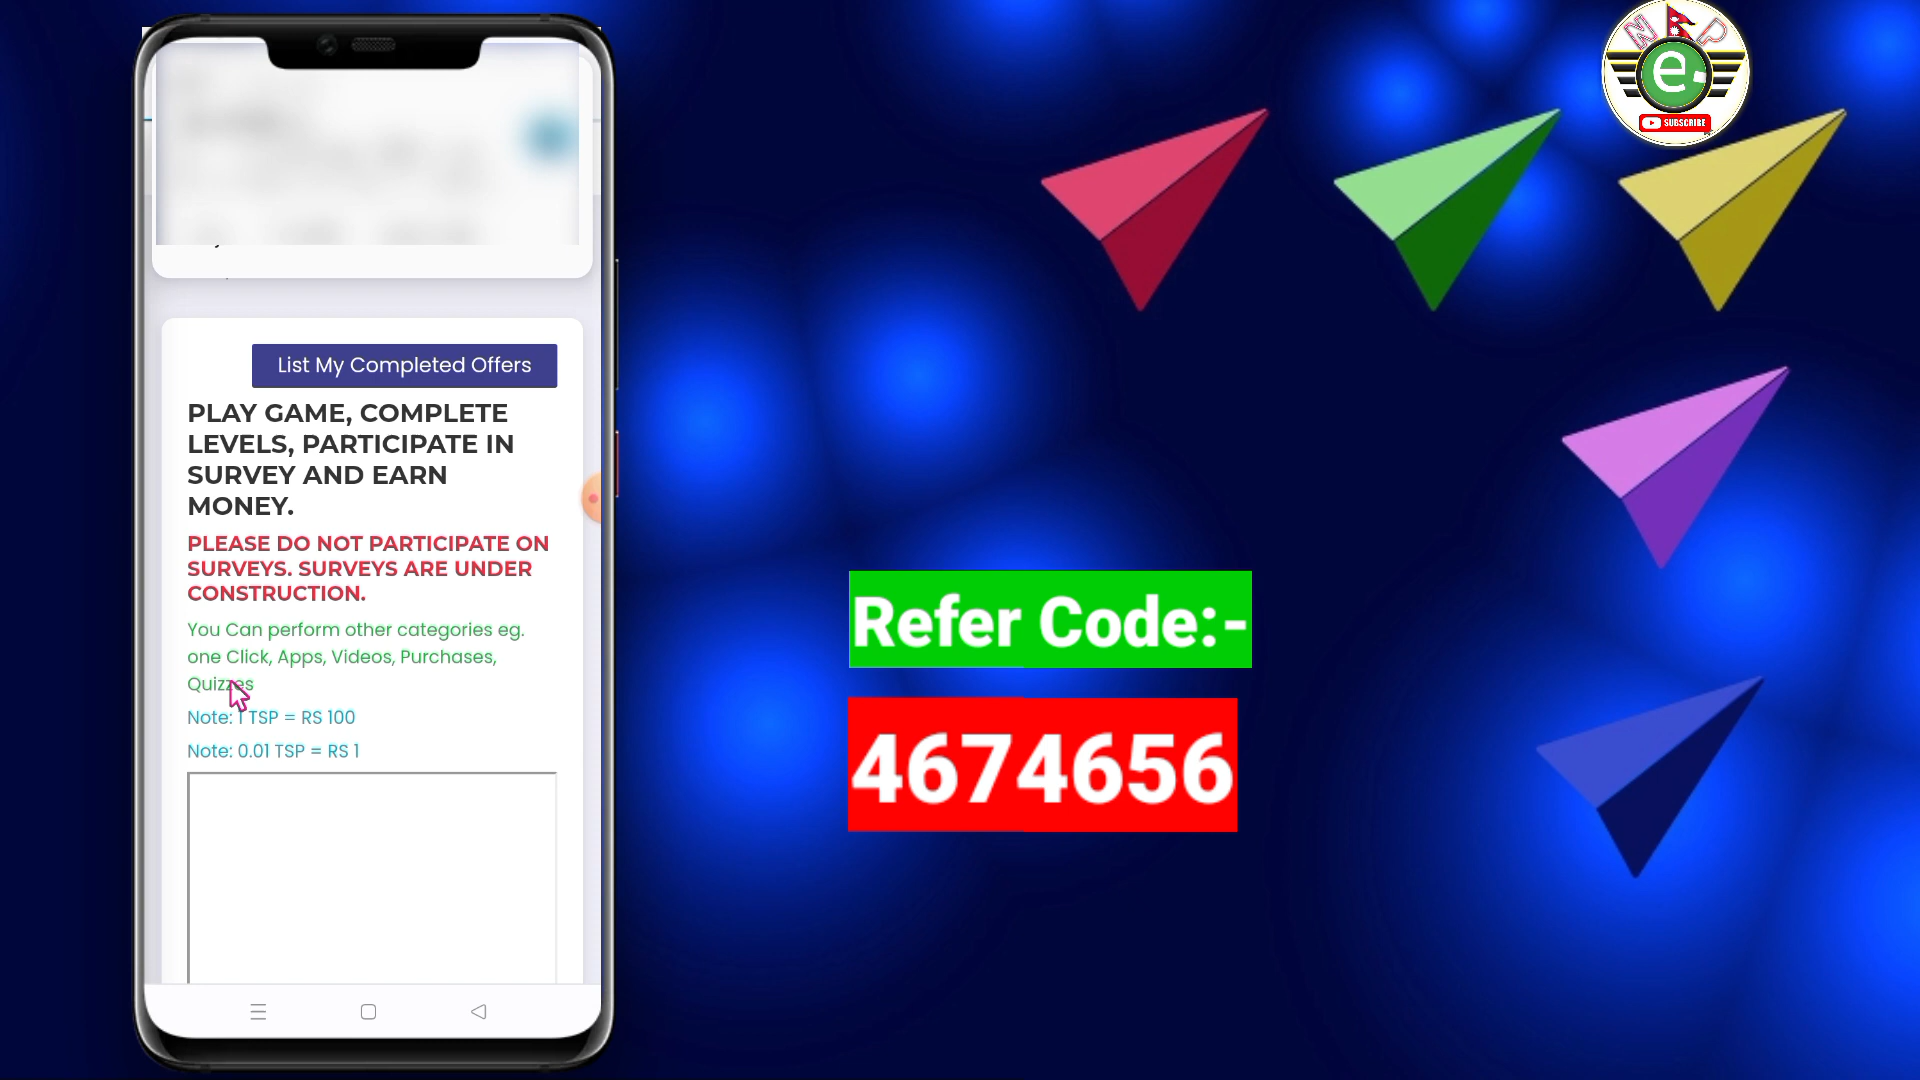 N P
e
SUBSCRIBE
List My Completed Offers
PLAY GAME, COMPLETE
LEVELS, PARTICIPATE IN
SURVEY AND EARN
MONEY.
PLEASE DO NOT PARTICIPATE ON
SURVEYS. SURVEYS ARE UNDER
CONSTRUCTION.
You Can perform other categories eg.
one Click, Apps, Videos, Purchases,
Quizzes
Note: 1 TSP = RS 100
Note: 0.01 TSP = RS 1
Refer Code:-
4674656